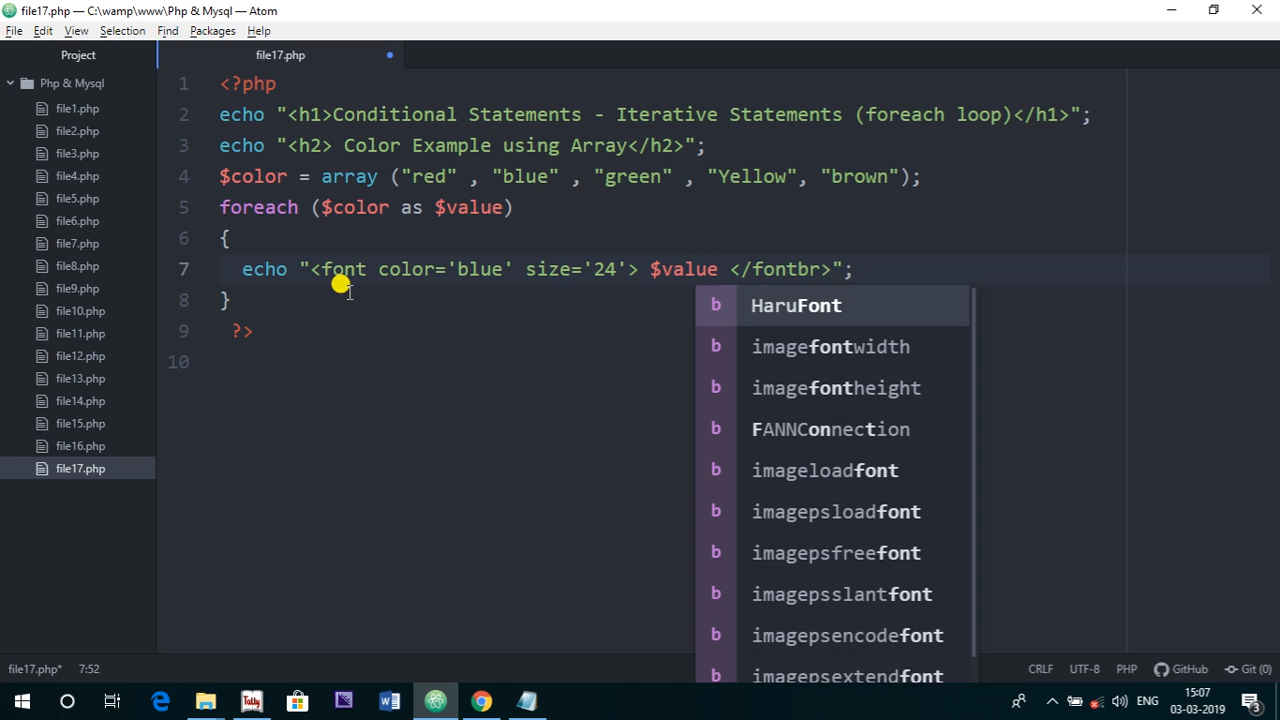 file17.php — C:\wamp\www\Php & Mysql — Atom
File Edit View Selection Find Packages Help
Project
file17.php
Php & Mysql
file1.php
file2.php
file3.php
file4.php
file5.php
file6.php
file7.php
file8.php
file9.php
file10.php
file11.php
file12.php
file13.php
file14.php
file15.php
file16.php
file17.php
1 <?php
2 echo "<h1>Conditional Statements - Iterative Statements (foreach loop)</h1>";
3 echo "<h2> Color Example using Array</h2>";
4 $color = array ("red" , "blue" , "green" , "Yellow", "brown");
5 foreach ($color as $value)
6 {
7 echo "<font color='blue' size='24'> $value </fontbr>";
8 }
9 ?>
10
b HaruFont
b imagefontwidth
b imagefontheight
b FANNConnection
b imageloadfont
b imagepsloadfont
b imagepsfreefont
b imagepsslantfont
b imagepsencodefont
imagepsextendfont
file17.php* 7:52
CRLF UTF-8 PHP GitHub Git (0)
Tally
ENG
15:07
03-03-2019
3